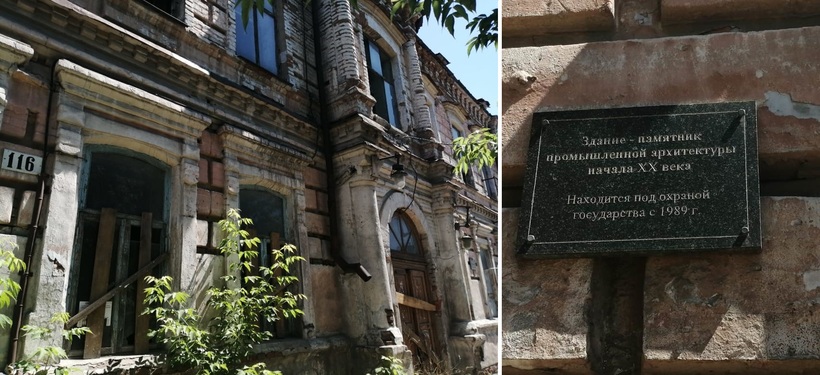 116
Здание - памятник
промышленной архитектуры
начала XX века
Находится под охраной
государства с 1989 г.